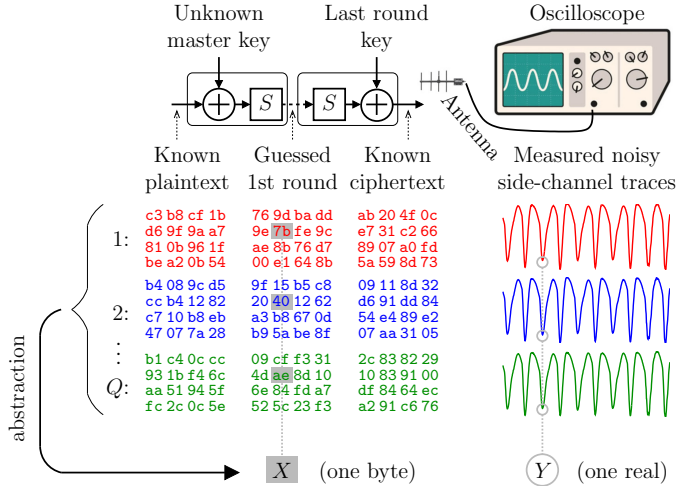 Unknown
master key
Last round
key
Oscilloscope
S
S
Antenna
Known
plaintext
Guessed
1st round
Known
ciphertext
Measured noisy
side-channel traces
1:
c3 b8 cf 1b
d6 9f 9a a7
81 0b 96 1f
be a2 0b 54
76 9d ba dd
9e 7b fe 9c
ae 8b 76 d7
00 e1 64 8b
ab 20 4f 0c
e7 31 c2 66
89 07 a0 fd
5a 59 8d 73
2:
b4 08 9c d5
cc b4 12 82
c7 10 b8 eb
47 07 7a 28
9f 15 b5 c8
20 40 12 62
a3 b8 67 0d
b9 5a be 8f
09 11 8d 32
d6 91 dd 84
54 e4 89 e2
07 aa 31 05
⋮
Q:
b1 c4 0c cc
93 1b f4 6c
aa 51 94 5f
fc 2c 0c 5e
09 cf f3 31
4d ae 8d 10
6e 84 fd a7
52 5c 23 f3
2c 83 82 29
10 83 91 00
df 84 64 ec
a2 91 c6 76
abstraction
X (one byte)
Y (one real)